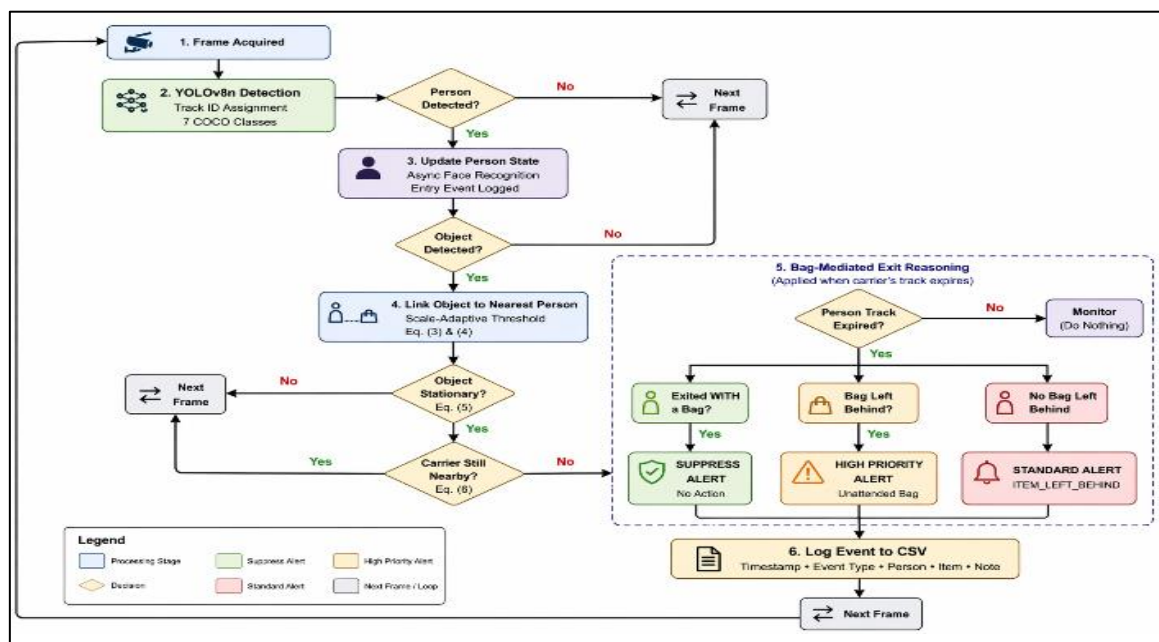 1. Frame Acquired
2. YOLOv8n Detection
Track ID Assignment
7 COCO Classes
Person
Detected?
No
Next
Frame
Yes
3. Update Person State
Async Face Recognition
Entry Event Logged
Object
Detected?
No
Yes
4. Link Object to Nearest Person
Scale-Adaptive Threshold
Eq. (3) & (4)
Next
Frame
No
Object
Stationary?
Eq. (5)
Yes
Yes
Carrier Still
Nearby?
Eq. (6)
No
5. Bag-Mediated Exit Reasoning
(Applied when carrier's track expires)
Person Track
Expired?
No
Monitor
(Do Nothing)
Yes
Exited WITH
a Bag?
Bag Left
Behind?
No Bag Left
Behind
Yes
Yes
SUPPRESS
ALERT
No Action
HIGH PRIORITY
ALERT
Unattended Bag
STANDARD ALERT
ITEM_LEFT_BEHIND
6. Log Event to CSV
Timestamp • Event Type • Person • Item • Note
Next Frame
Legend
Processing Stage
Suppress Alert
High Priority Alert
Decision
Standard Alert
Next Frame / Loop